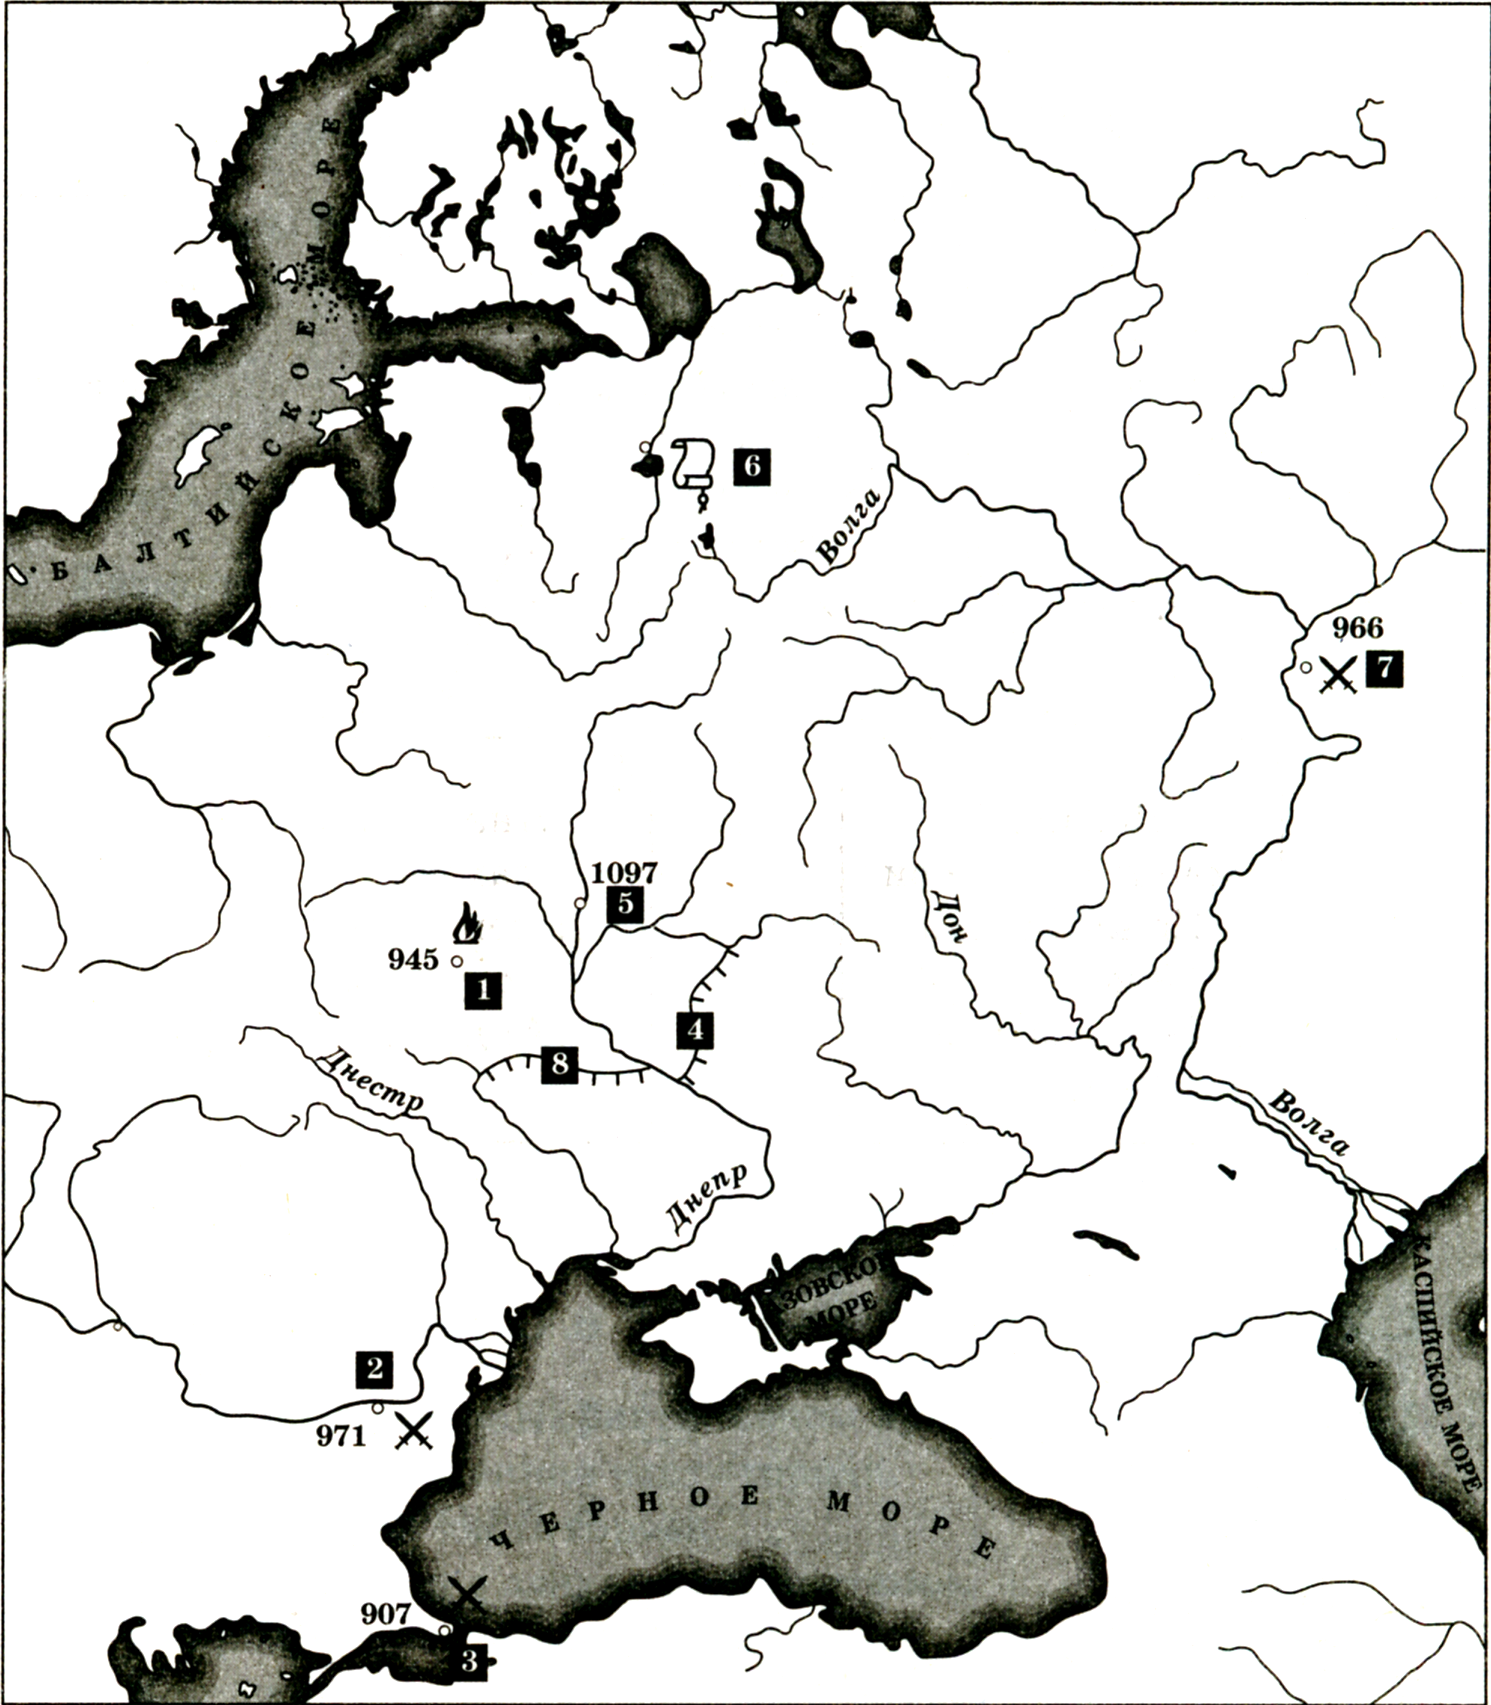 БАЛТИЙСКОЕ МОРЕ
6
Волга
966
7
1097
5
Дон
945
1
4
8
Днестр
Волга
Днепр
ЗОВСКО
МОРЕ
КАСПИЙСКОЕ МОРЕ
2
971
ЧЕРНОЕ МОРЕ
907
3